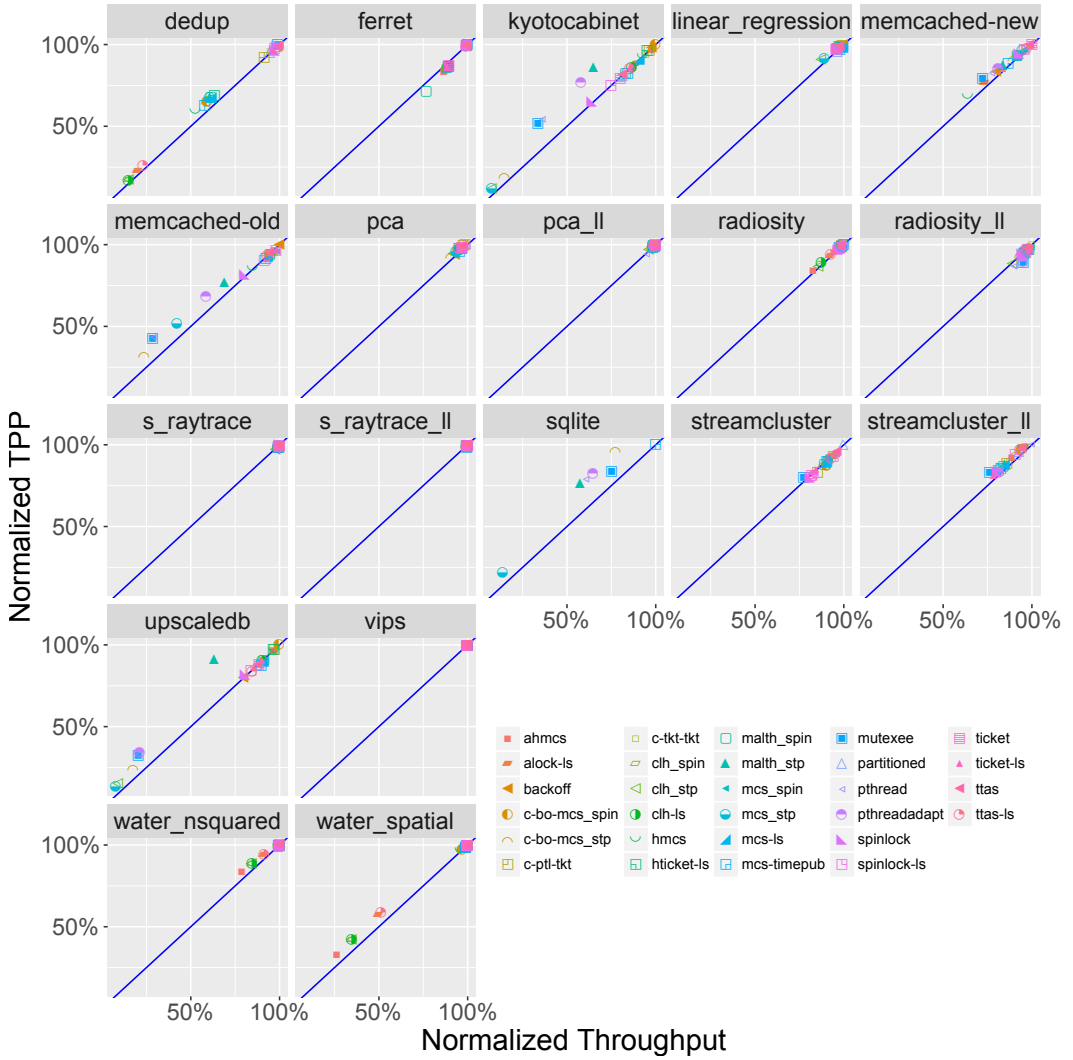 dedup ferret kyotocabinet linear_regression memcached-new
100%
50%
memcached-old pca pca_ll radiosity radiosity_ll
100%
50%
s_raytrace s_raytrace_ll sqlite streamcluster streamcluster_ll
100%
50%
50% 100% 50% 100% 50% 100%
upscaledb vips
100%
50%
water_nsquared water_spatial
100%
50%
50% 100% 50% 100%
Normalized TPP
Normalized Throughput
ahmcs c-tkt-tkt malth_spin mutexee ticket
alock-ls clh_spin malth_stp partitioned ticket-ls
backoff clh_stp mcs_spin pthread ttas
c-bo-mcs_spin clh-ls mcs_stp pthreadadapt ttas-ls
c-bo-mcs_stp hmcs mcs-ls spinlock
c-ptl-tkt hticket-ls mcs-timepub spinlock-ls